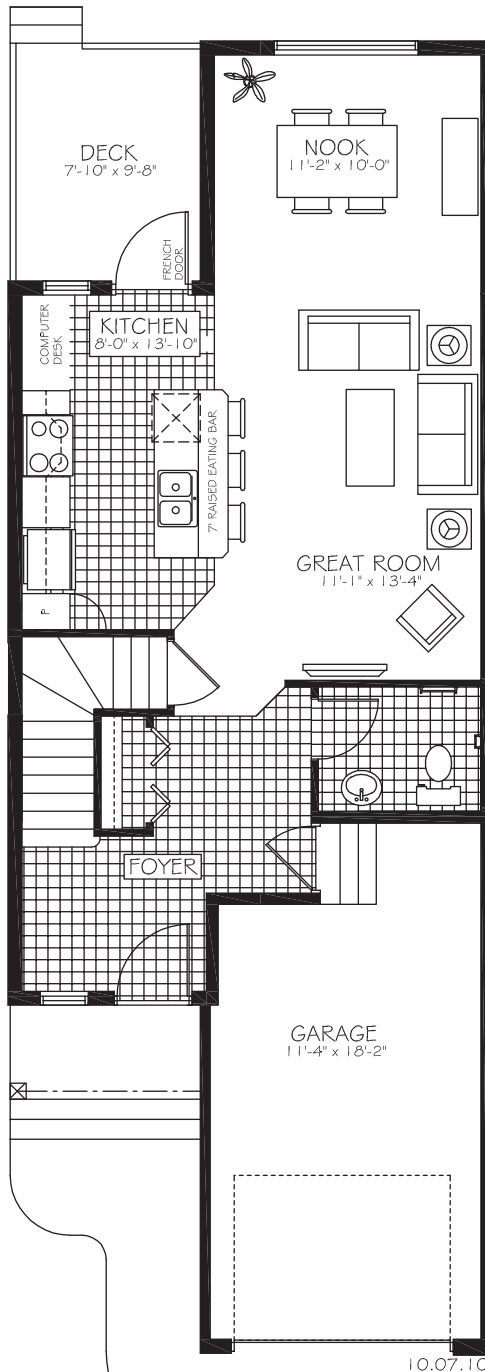 DECK
7'-10" x 9'-8"
NOOK
11'-2" x 10'-0"
FRENCH
DOOR
COMPUTER
DESK
KITCHEN
8'-0" x 13'-10"
7' RAISED EATING BAR
GREAT ROOM
11'-1" x 13'-4"
P
FOYER
GARAGE
11'-4" x 18'-2"
10.07.10